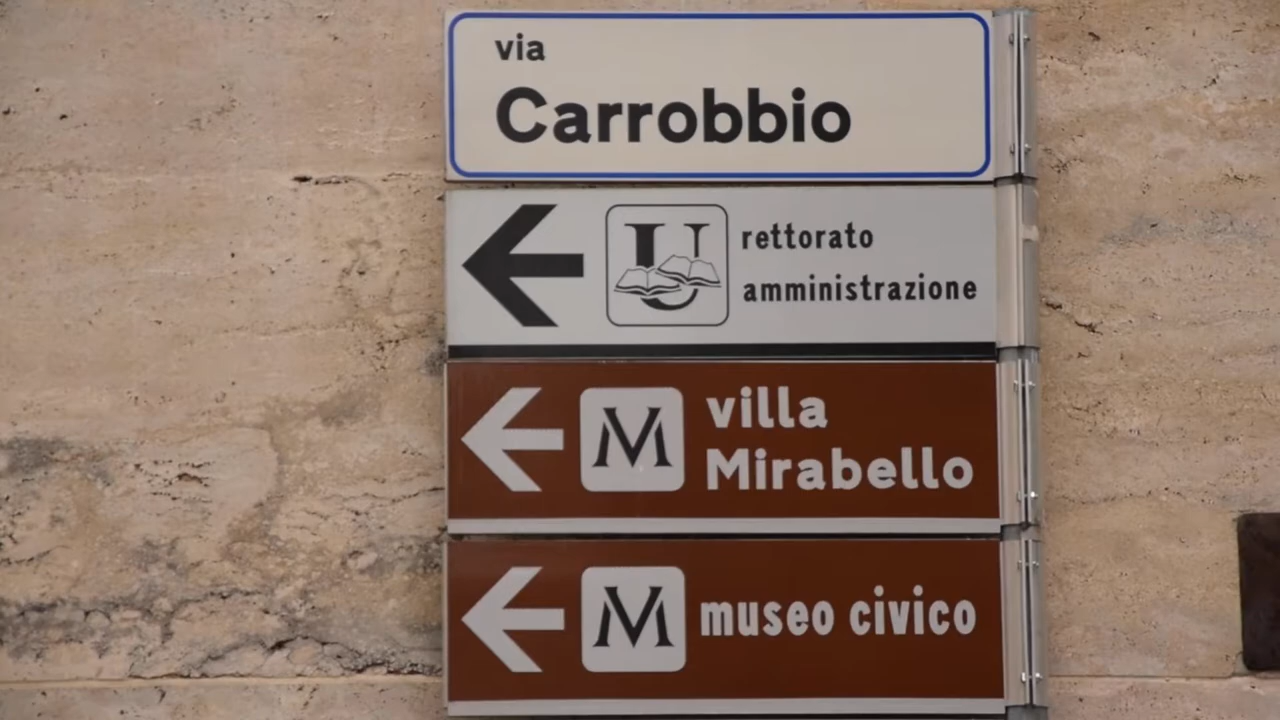 via
Carrobbio
U
rettorato
amministrazione
M
villa
Mirabello
M
museo civico